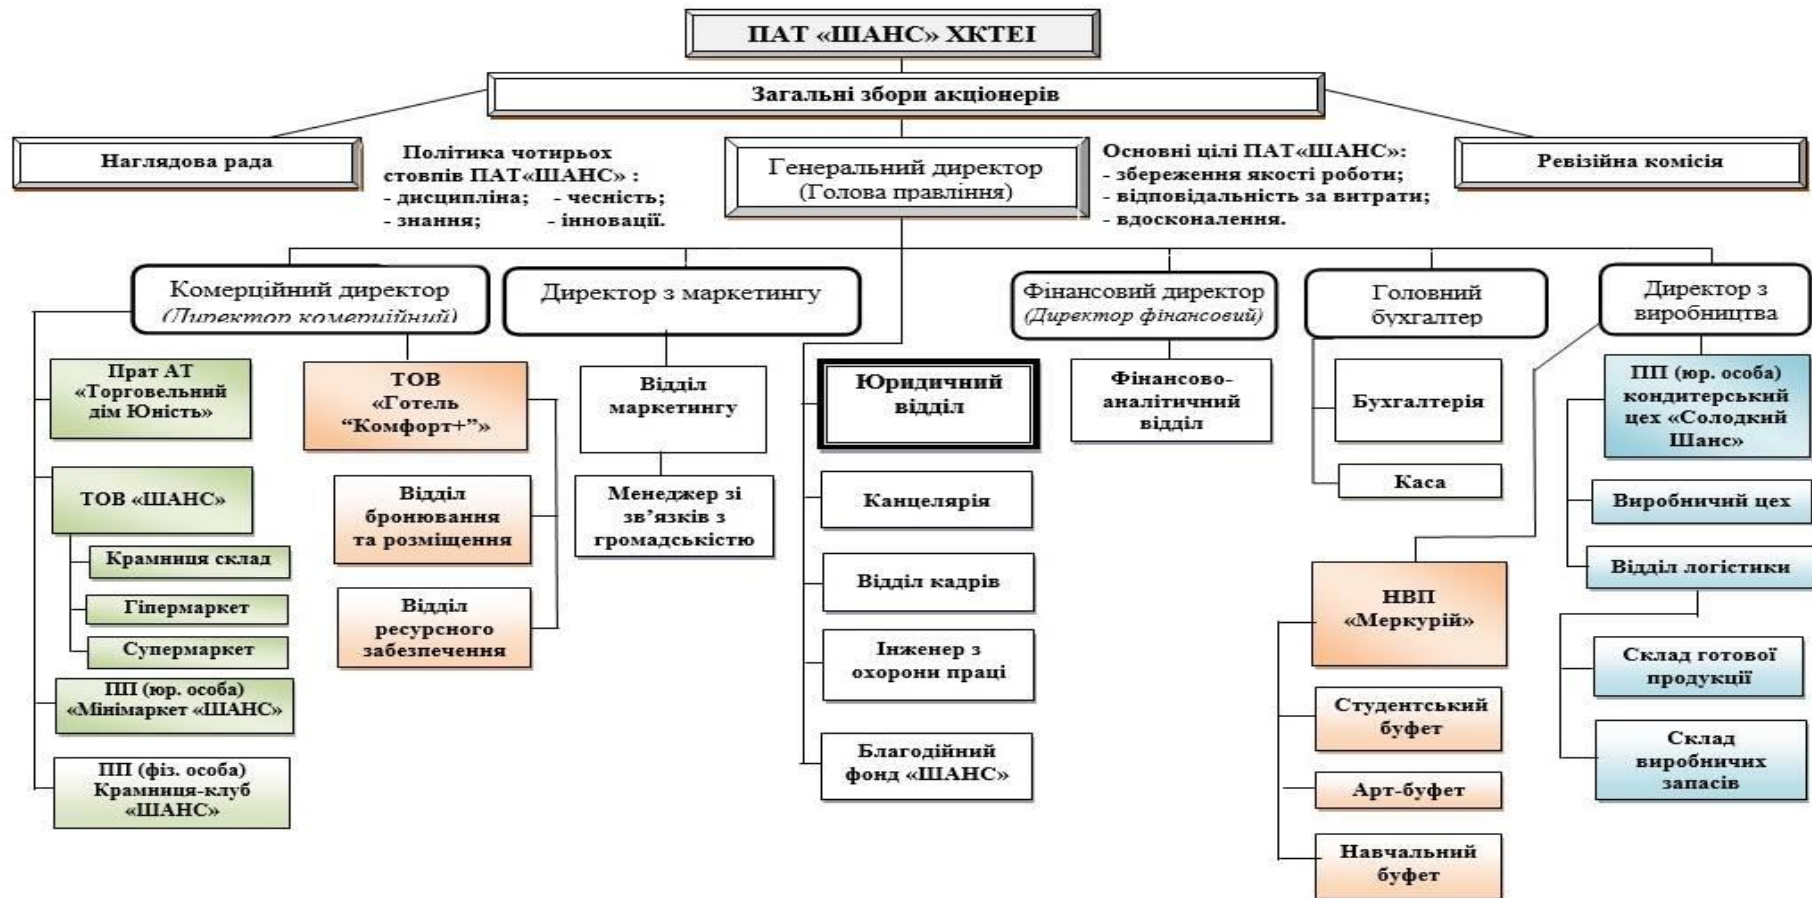 ПАТ «ШАНС» ХКТЕІ
Загальні збори акціонерів
Наглядова рада
Політика чотирьох
стовпів ПАТ«ШАНС» :
- дисципліна; - чесність;
- знання; - інновації.
Генеральний директор
(Голова правління)
Основні цілі ПАТ«ШАНС»:
- збереження якості роботи;
- відповідальність за витрати;
- вдосконалення.
Ревізійна комісія
Комерційний директор
(Директор комерційний)
Директор з маркетингу
Фінансовий директор
(Директор фінансовий)
Головний
бухгалтер
Директор з
виробництва
Прат АТ
«Торговельний
дім Юність»
ТОВ «ШАНС»
Крамниця склад
Гіпермаркет
Супермаркет
ПП (юр. особа)
«Мінімаркет «ШАНС»
ПП (фіз. особа)
Крамниця-клуб
«ШАНС»
ТОВ
«Готель
“Комфорт+”»
Відділ
бронювання
та розміщення
Відділ
ресурсного
забезпечення
Відділ
маркетингу
Менеджер зі
зв’язків з
громадськістю
Юридичний
відділ
Канцелярія
Відділ кадрів
Інженер з
охорони праці
Благодійний
фонд «ШАНС»
Фінансово-
аналітичний
відділ
Бухгалтерія
Каса
НВП
«Меркурій»
Студентський
буфет
Арт-буфет
Навчальний
буфет
ПП (юр. особа)
кондитерський
цех «Солодкий
Шанс»
Виробничий цех
Відділ логістики
Склад готової
продукції
Склад
виробничих
запасів